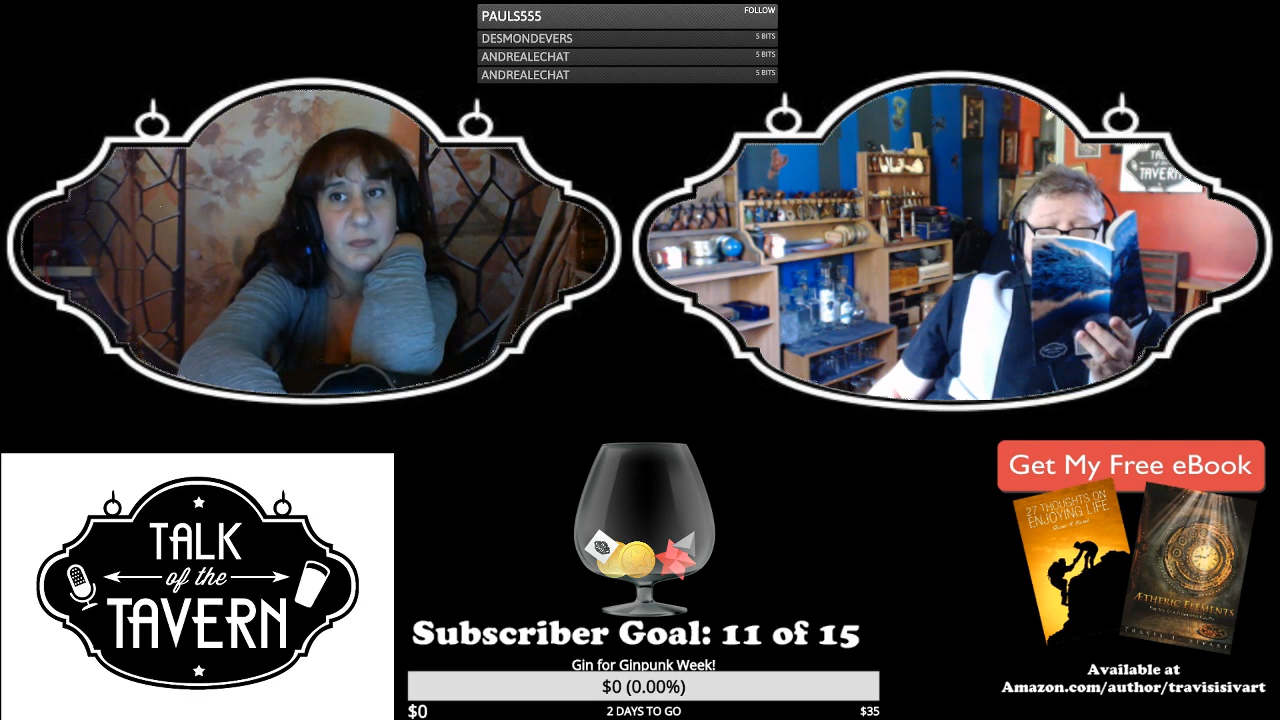 PAULS555 FOLLOW
DESMONDEVERS 5 BITS
ANDREALECHAT 5 BITS
ANDREALECHAT 5 BITS
TAVERN
TALK
of the
TAVERN
Subscriber Goal: 11 of 15
Gin for Ginpunk Week!
$0 (0.00%)
$0 2 DAYS TO GO $35
Get My Free eBook
27 THOUGHTS ON
ENJOYING LIFE
ÆTHERIC ELEMENTS
Available at
Amazon.com/author/travisisivart